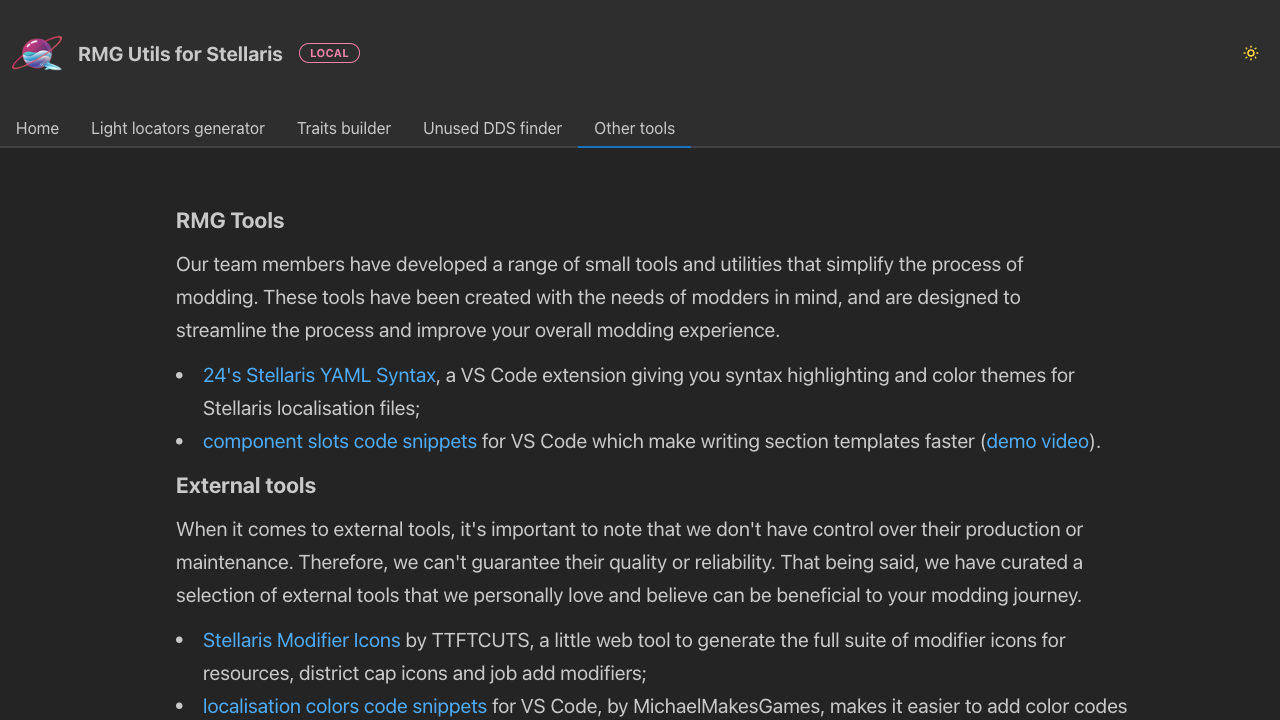 RMG Utils for Stellaris LOCAL
Home Light locators generator Traits builder Unused DDS finder Other tools
RMG Tools
Our team members have developed a range of small tools and utilities that simplify the process of
modding. These tools have been created with the needs of modders in mind, and are designed to
streamline the process and improve your overall modding experience.
• 24's Stellaris YAML Syntax, a VS Code extension giving you syntax highlighting and color themes for
Stellaris localisation files;
• component slots code snippets for VS Code which make writing section templates faster (demo video).
External tools
When it comes to external tools, it's important to note that we don't have control over their production or
maintenance. Therefore, we can't guarantee their quality or reliability. That being said, we have curated a
selection of external tools that we personally love and believe can be beneficial to your modding journey.
• Stellaris Modifier Icons by TTFTCUTS, a little web tool to generate the full suite of modifier icons for
resources, district cap icons and job add modifiers;
• localisation colors code snippets for VS Code, by MichaelMakesGames, makes it easier to add color codes